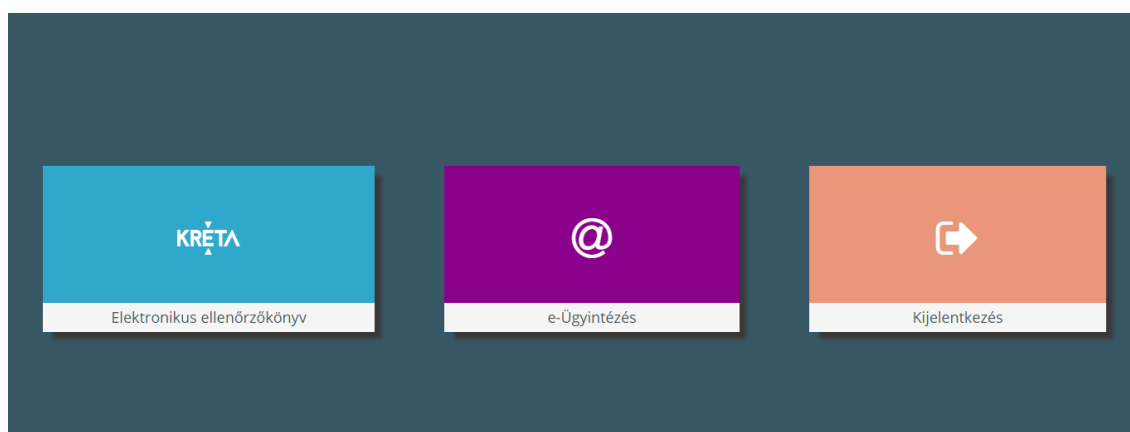 KRÉTA
@
Elektronikus ellenőrzőkönyv
e-Ügyintézés
Kijelentkezés